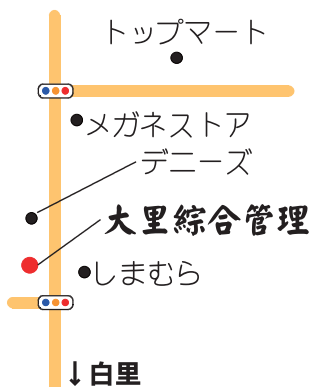 トップマート
メガネストア
デニーズ
大里綜合管理
しまむら
↓白里